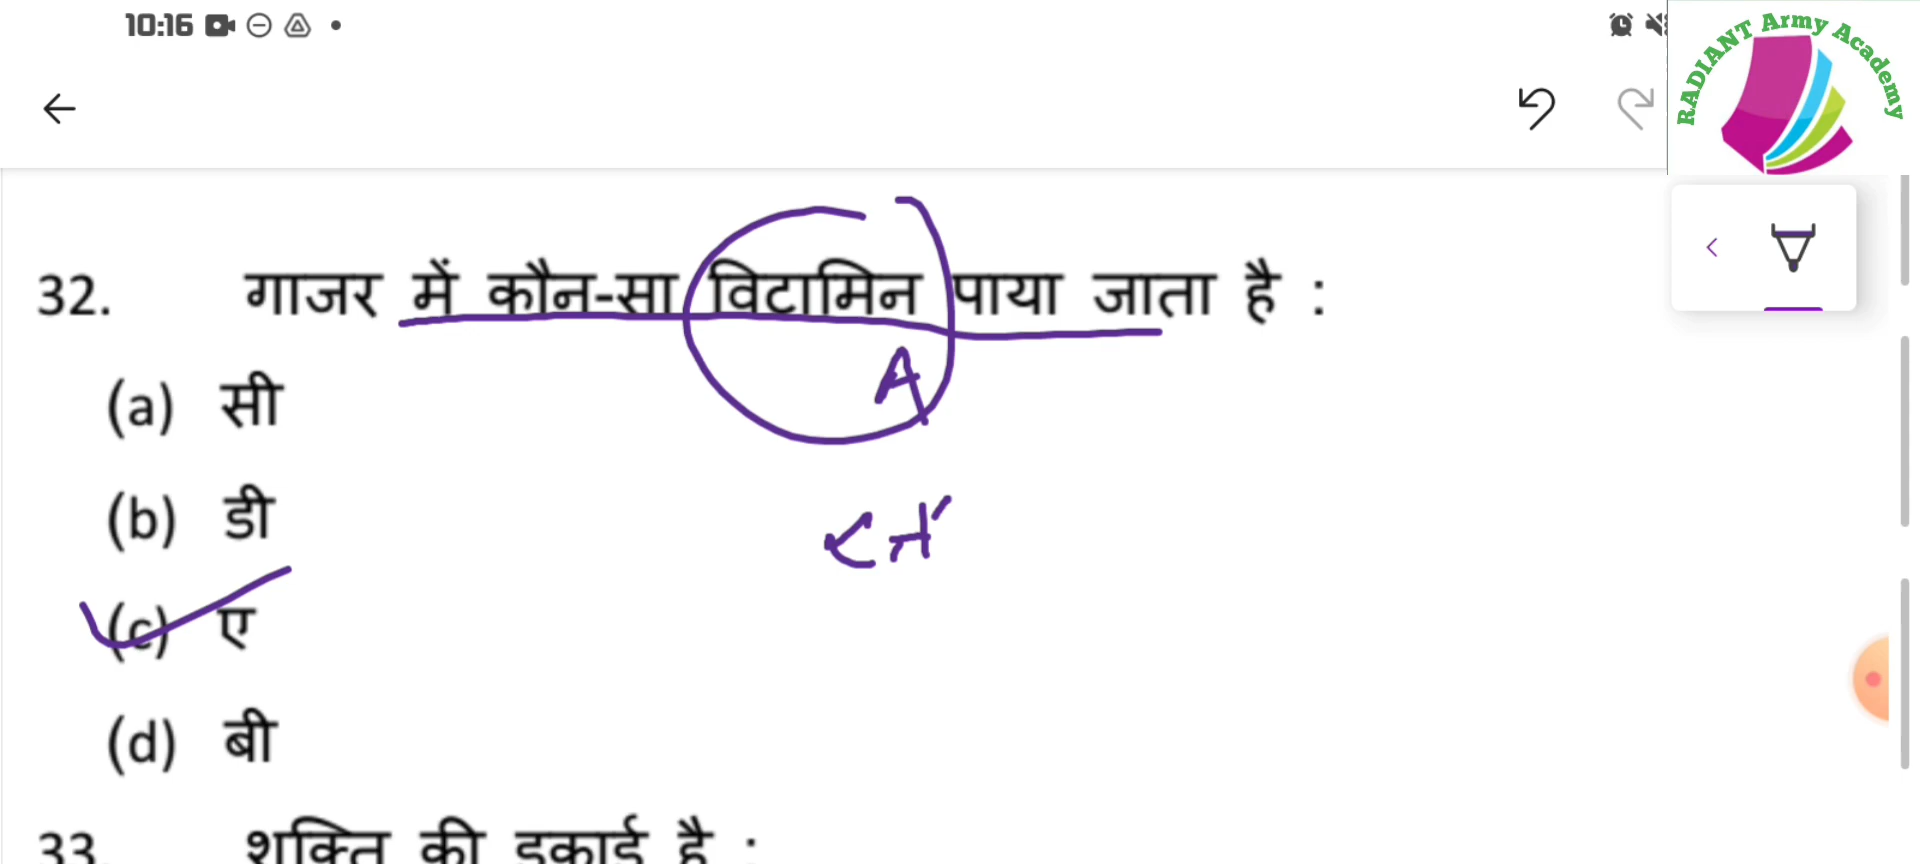 10:16
RADIANT Army Academy
32. गाजर में कौन-सा विटामिन पाया जाता है :
A
(a) सी
(b) डी
(c) ए
(d) बी
33. शक्ति की इकाई है :